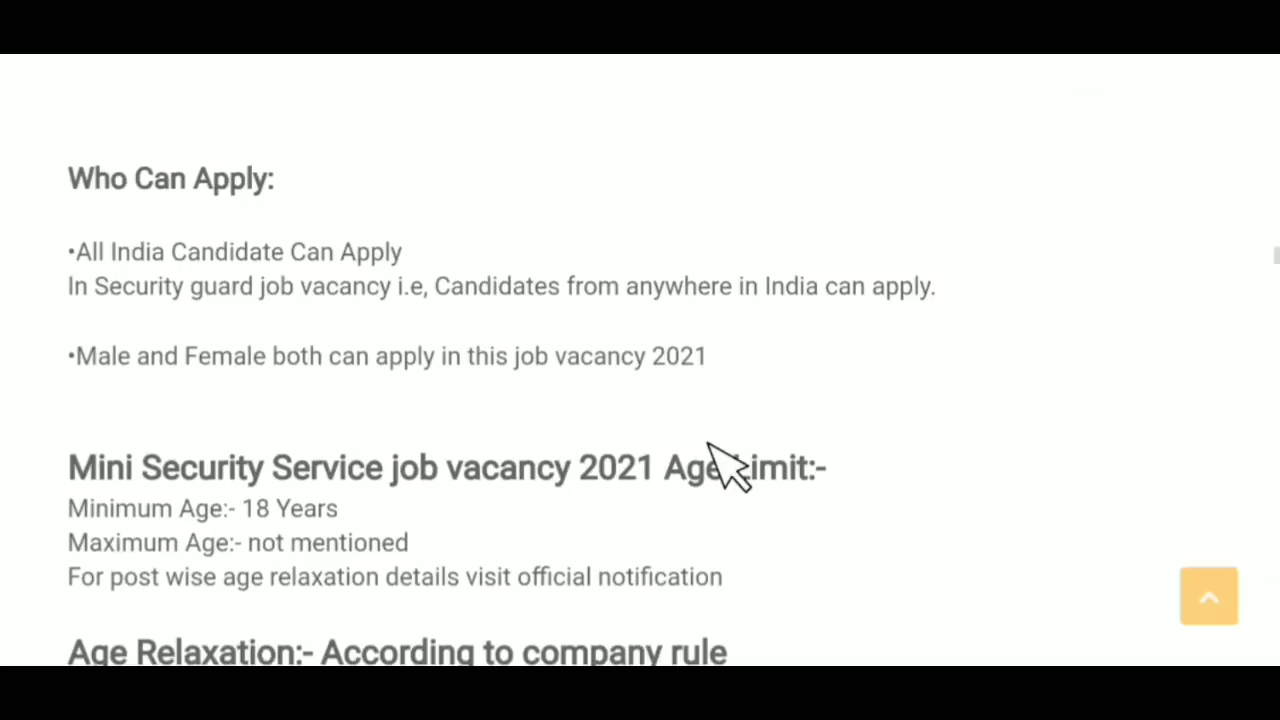 Who Can Apply:
•All India Candidate Can Apply
In Security guard job vacancy i.e, Candidates from anywhere in India can apply.
•Male and Female both can apply in this job vacancy 2021
Mini Security Service job vacancy 2021 Age Limit:-
Minimum Age:- 18 Years
Maximum Age:- not mentioned
For post wise age relaxation details visit official notification
Age Relaxation:- According to company rule